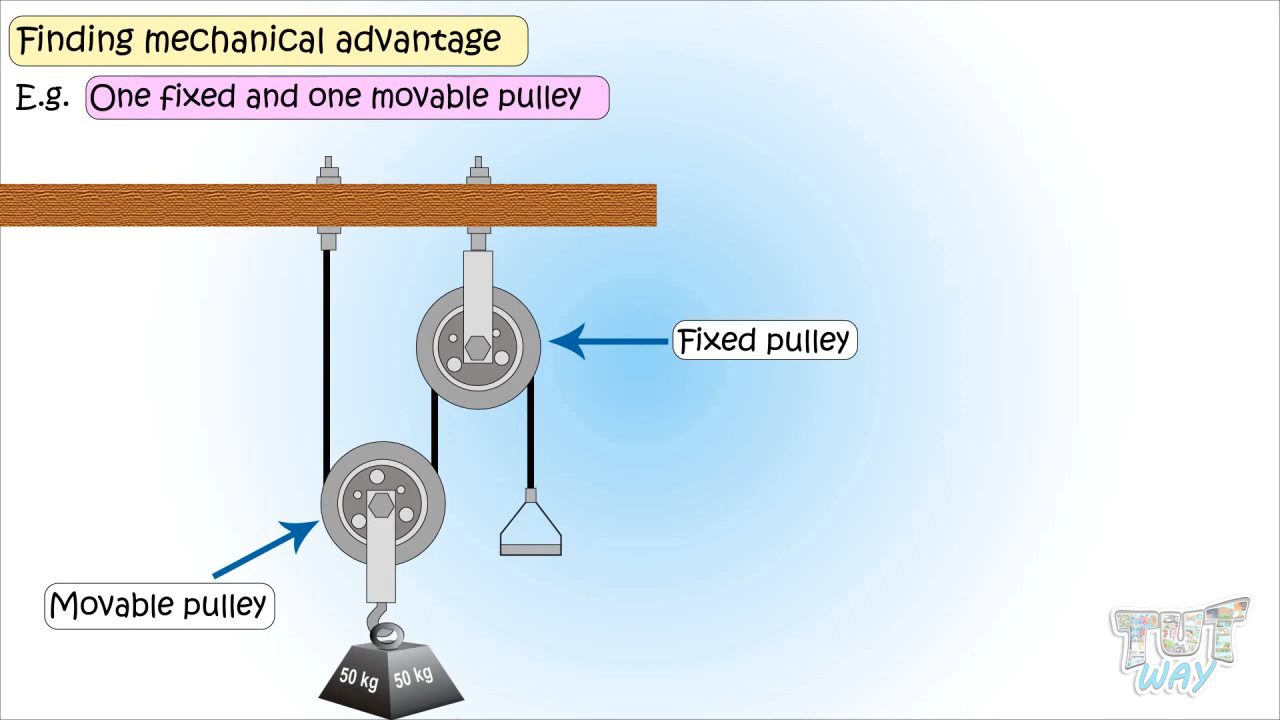 Finding mechanical advantage
E.g. One fixed and one movable pulley
Fixed pulley
Movable pulley
50 kg 50 kg
TUT
WAY